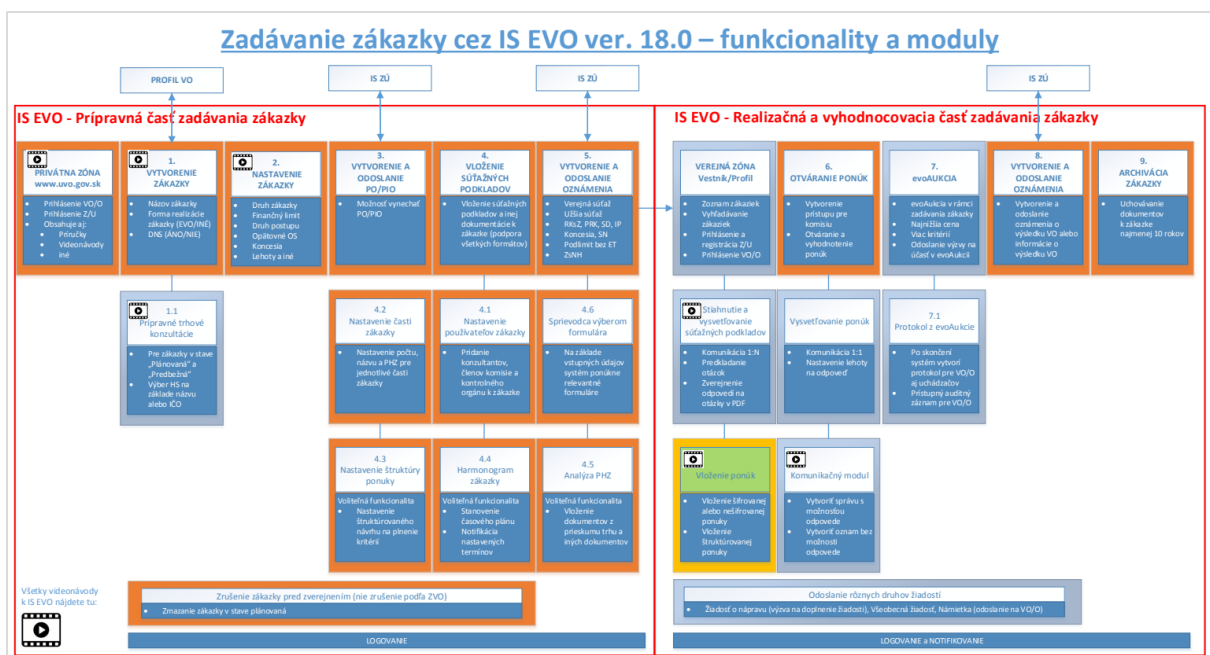 Zadávanie zákazky cez IS EVO ver. 18.0 – funkcionality a moduly
PROFIL VO
IS ZÚ
IS ZÚ
IS ZÚ
IS EVO - Prípravná časť zadávania zákazky
PRIVÁTNA ZÓNA
www.uvo.gov.sk
Prihlásenie VO/O
Prihlásenie Z/U
Obsahuje aj:
Príručky
Videonávody
iné
1.
VYTVORENIE
ZÁKAZKY
Názov zákazky
Forma realizácie
zákazky (EVO/INÉ)
DNS (ÁNO/NIE)
2.
NASTAVENIE
ZÁKAZKY
Druh zákazky
Finančný limit
Druh postupu
Opätovné OS
Koncesia
Lehoty a iné
3.
VYTVORENIE A
ODOSLANIE
PO/PIO
Možnosť vynechať
PO/PIO
4.
VLOŽENIE
SÚŤAŽNÝCH
PODKLADOV
Vloženie súťažných
podkladov a inej
dokumentácie k
zákazke (podpora
všetkých formátov)
5.
VYTVORENIE A
ODOSLANIE
OZNÁMENIA
Verejná súťaž
Užšia súťaž
RKsZ, PRK, SD, IP
Koncesia, SN
Podlimit bez ET
ZsNH
1.1
Prípravné trhové
konzultácie
Pre zákazky v stave
„Plánovaná" a
„Predbežná"
Výber HS na
základe názvu
alebo IČO
4.2
Nastavenie časti
zákazky
Nastavenie počtu,
názvu a PHZ pre
jednotlivé časti
zákazky
4.1
Nastavenie
používateľov zákazky
Pridanie
konzultantov,
členov komisie a
kontrolného
orgánu k zákazke
4.6
Sprievodca výberom
formulára
Na základe
vstupných údajov
systém ponúkne
relevantné
formuláre
4.3
Nastavenie štruktúry
ponuky
Voliteľná funkcionalita
Nastavenie
štruktúrovaného
návrhu na plnenie
kritérií
4.4
Harmonogram
zákazky
Voliteľná funkcionalita
Stanovenie
časového plánu
Notifikácia
nastavených
termínov
4.5
Analýza PHZ
Voliteľná funkcionalita
Vloženie
dokumentov z
prieskumu trhu a
iných dokumentov
Všetky videonávody
k IS EVO nájdete tu:
Zrušenie zákazky pred zverejnením (nie zrušenie podľa ZVO)
Zmazanie zákazky v stave plánovaná
LOGOVANIE
IS EVO - Realizačná a vyhodnocovacia časť zadávania zákazky
VEREJNÁ ZÓNA
Vestník/Profil
Zoznam zákaziek
Vyhľadávanie
zákaziek
Prihlásenie a
registrácia Z/U
Prihlásenie VO/O
6.
OTVÁRANIE PONÚK
Vytvorenie
prístupu pre
komisiu
Otváranie a
vyhodnotenie
ponúk
7.
evoAUKCIA
evoAukcia v rámci
zadávania zákazky
Najnižšia cena
Viac kritérií
Odoslanie výzvy na
účasť v evoAukcii
8.
VYTVORENIE A
ODOSLANIE
OZNÁMENIA
Vytvorenie a
odoslanie
oznámenia o
výsledku VO alebo
informácie o
výsledku VO
9.
ARCHIVÁCIA
ZÁKAZKY
Uchovávanie
dokumentov
k zákazke
najmenej 10 rokov
Stiahnutie a
vysvetľovanie
súťažných podkladov
Komunikácia 1:N
Predkladanie
otázok
Zverejnenie
odpovedí na
otázky v PDF
Vysvetľovanie ponúk
Komunikácia 1:1
Nastavenie lehoty
na odpoveď
7.1
Protokol z evoAukcie
Po skončení
systém vytvorí
protokol pre VO/O
aj uchádzačov
Prístupný auditný
záznam pre VO/O
Vloženie ponúk
Vloženie šifrovanej
alebo nešifrovanej
ponuky
Vloženie
štruktúrovanej
ponuky
Komunikačný modul
Vytvoriť správu s
možnosťou
odpovede
Vytvoriť oznam bez
možnosti
odpovede
Odoslanie rôznych druhov žiadostí
Žiadosť o nápravu (výzva na doplnenie žiadosti), Všeobecná žiadosť, Námietka (odoslanie na VO/O)
LOGOVANIE a NOTIFIKOVANIE